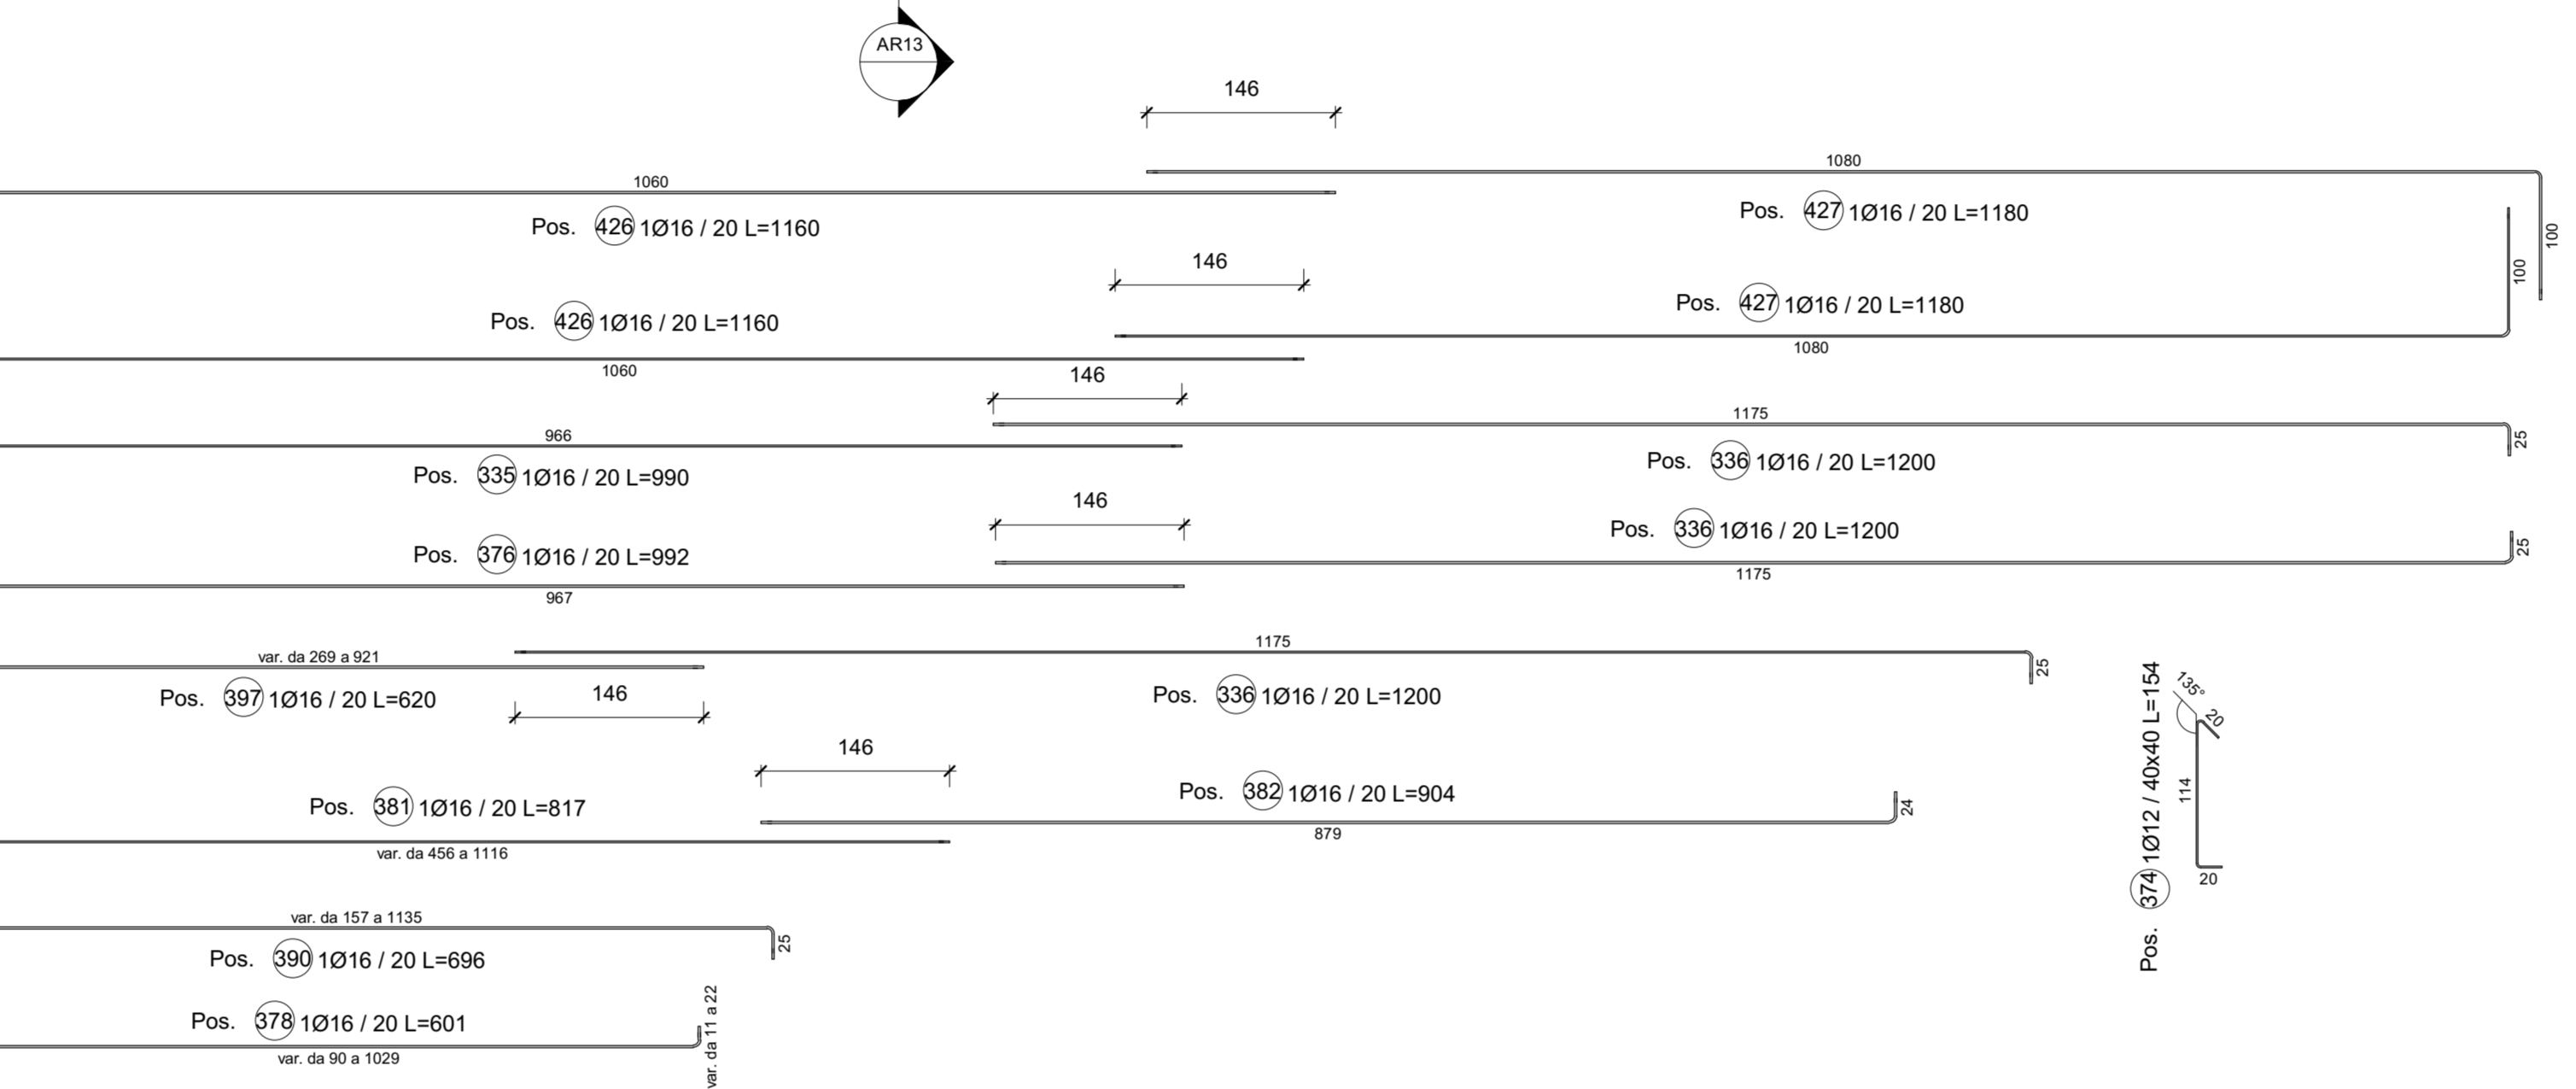 AR13
146
1080
1060
Pos. 426 1Ø16 / 20 L=1160
Pos. 427 1Ø16 / 20 L=1180
100
146
100
Pos. 426 1Ø16 / 20 L=1160
Pos. 427 1Ø16 / 20 L=1180
1080
1060
146
1175
966
25
Pos. 335 1Ø16 / 20 L=990
Pos. 336 1Ø16 / 20 L=1200
146
Pos. 376 1Ø16 / 20 L=992
Pos. 336 1Ø16 / 20 L=1200
25
1175
967
1175
var. da 269 a 921
25
Pos. 397 1Ø16 / 20 L=620
146
Pos. 336 1Ø16 / 20 L=1200
146
Pos. 381 1Ø16 / 20 L=817
Pos. 382 1Ø16 / 20 L=904
24
879
var. da 456 a 1116
Pos. 374 1Ø12 / 40x40 L=154
135°
20
114
20
var. da 157 a 1135
25
Pos. 390 1Ø16 / 20 L=696
Pos. 378 1Ø16 / 20 L=601
var. da 11 a 22
var. da 90 a 1029